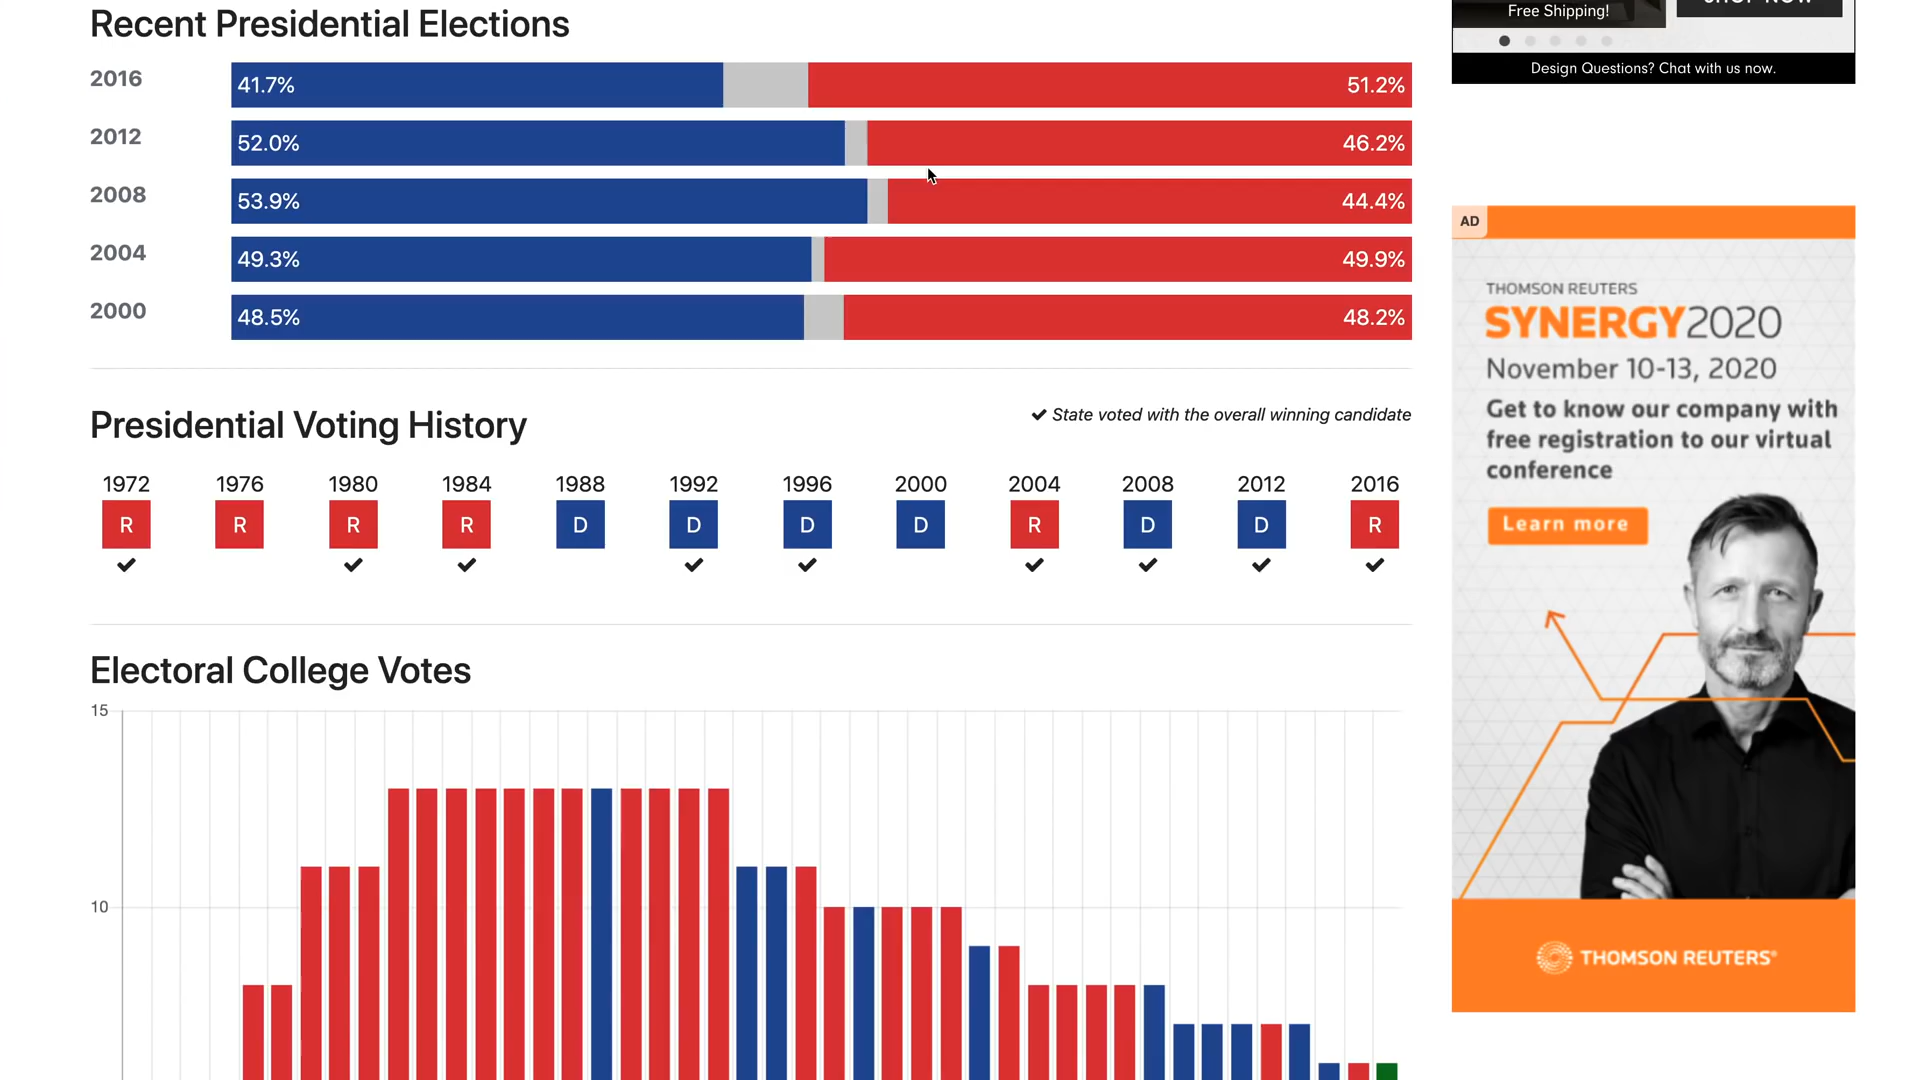 Recent Presidential Elections
2016 41.7% 51.2%
2012 52.0% 46.2%
2008 53.9% 44.4%
2004 49.3% 49.9%
2000 48.5% 48.2%
Presidential Voting History
✔ State voted with the overall winning candidate
1972 1976 1980 1984 1988 1992 1996 2000 2004 2008 2012 2016
R R R R D D D D R D D R
Electoral College Votes
15
10
Free Shipping!
Design Questions? Chat with us now.
AD
THOMSON REUTERS
SYNERGY2020
November 10-13, 2020
Get to know our company with
free registration to our virtual
conference
Learn more
THOMSON REUTERS®